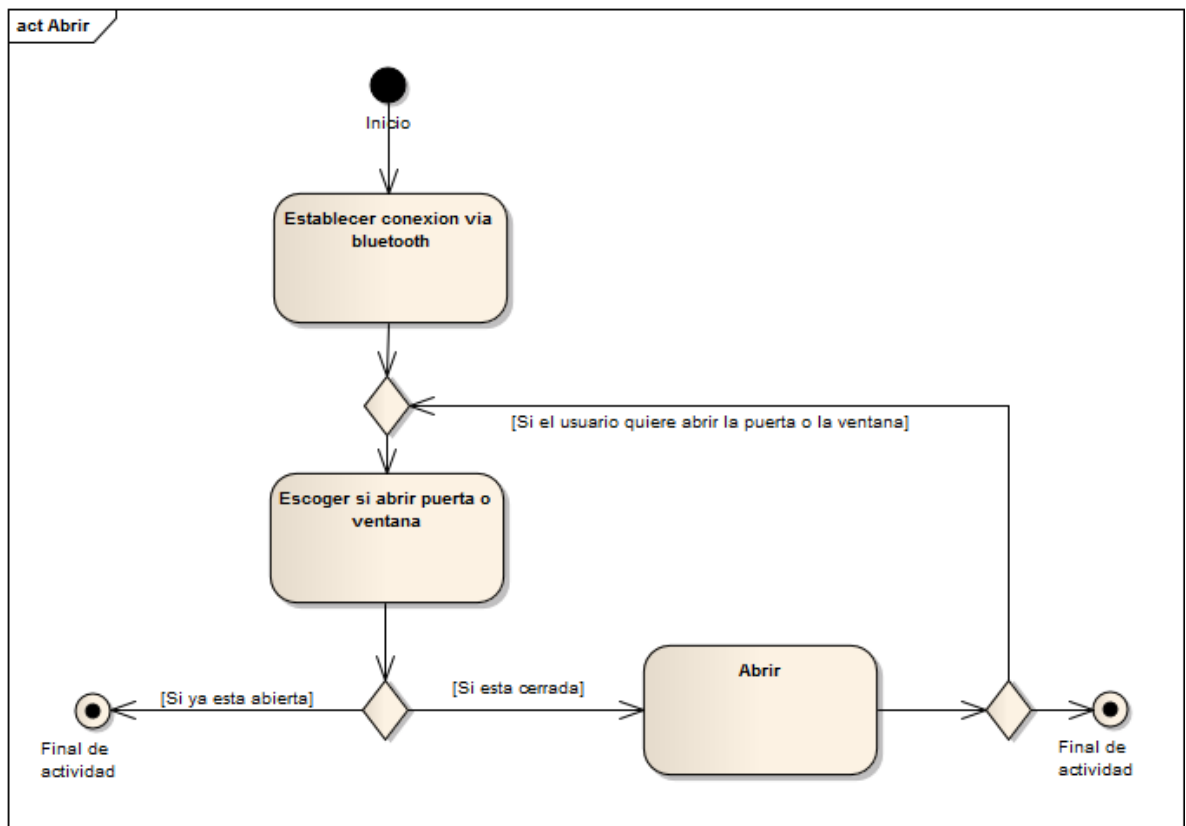 act Abrir
Inicio
Establecer conexion via
bluetooth
[Si el usuario quiere abrir la puerta o la ventana]
Escoger si abrir puerta o
ventana
[Si ya esta abierta]
[Si esta cerrada]
Abrir
Final de
actividad
Final de
actividad